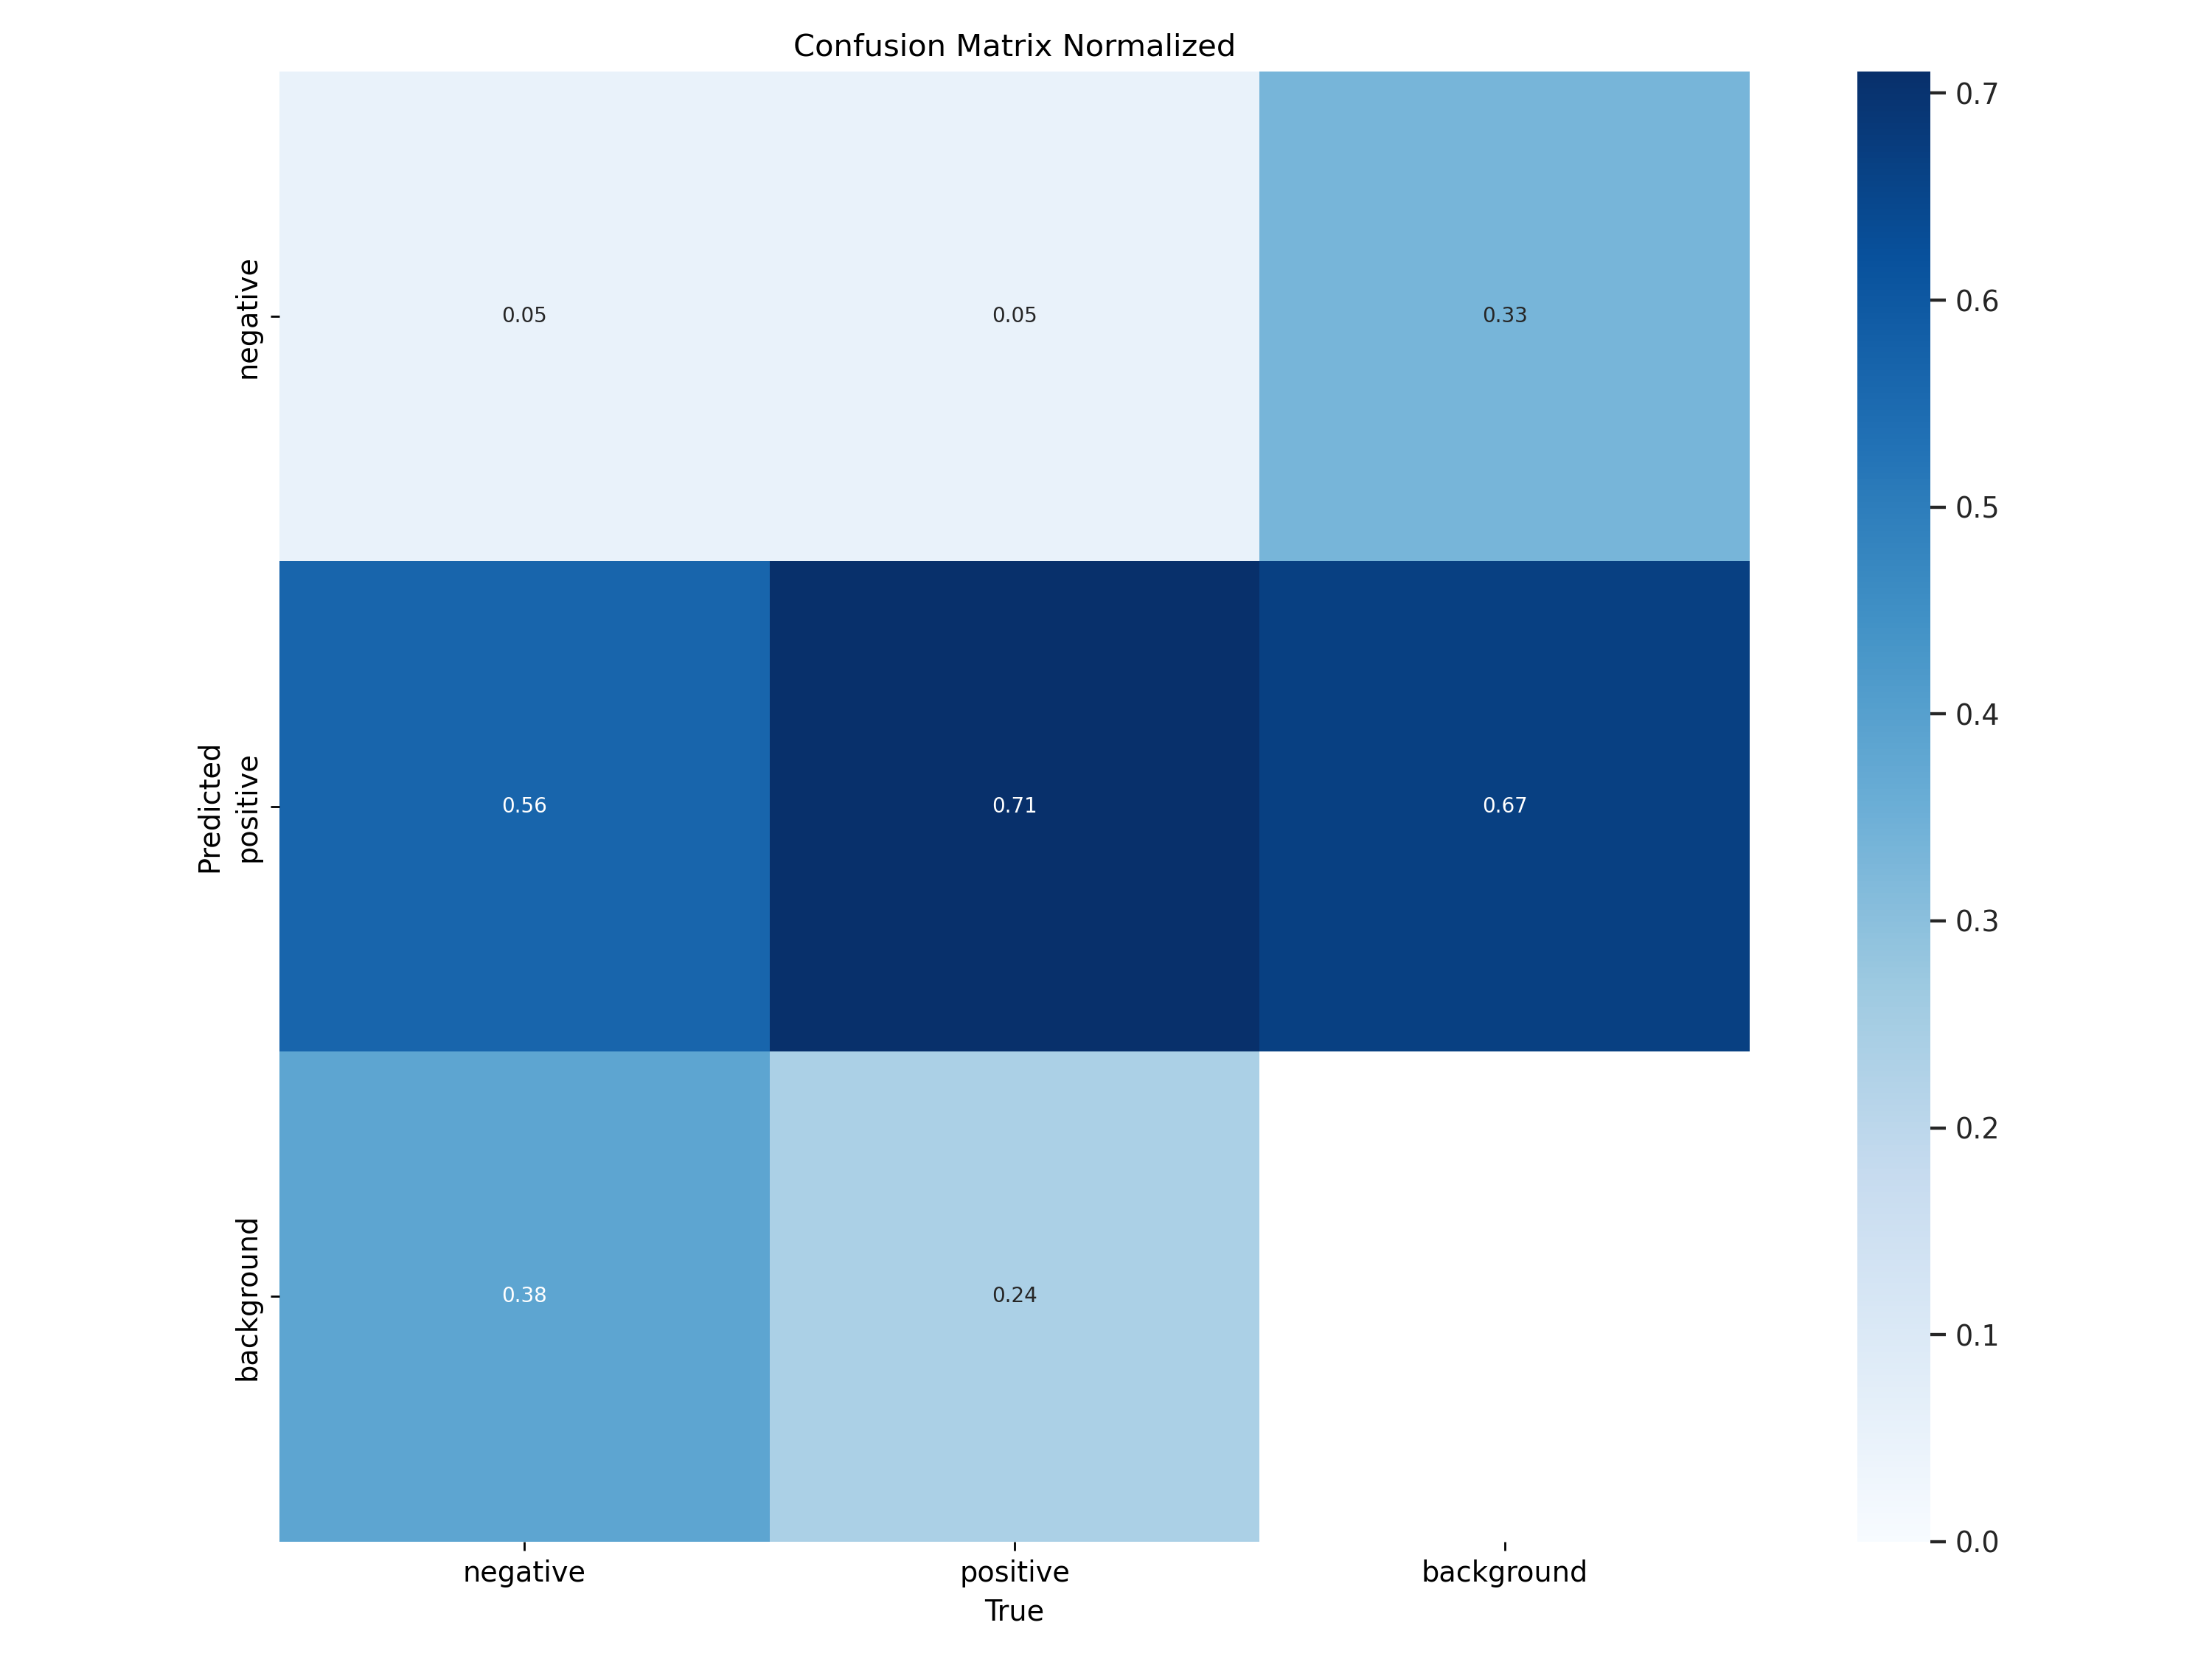 Confusion Matrix Normalized
negative
0.05 0.05 0.33
Predicted
positive
0.56 0.71 0.67
background
0.38 0.24
negative positive background
True
0.7
0.6
0.5
0.4
0.3
0.2
0.1
0.0